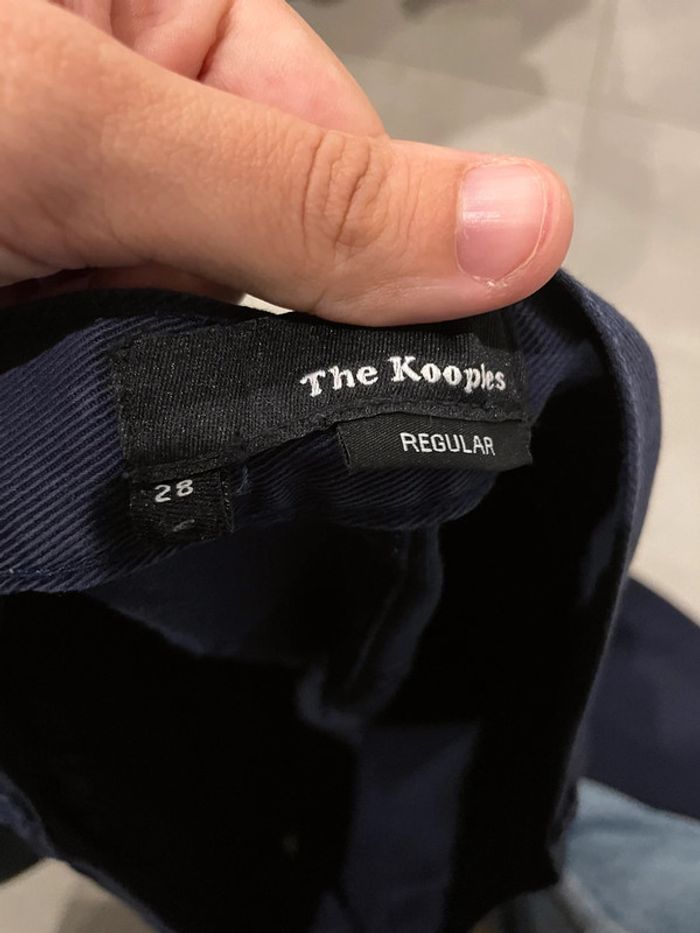 The Kooples
REGULAR
28